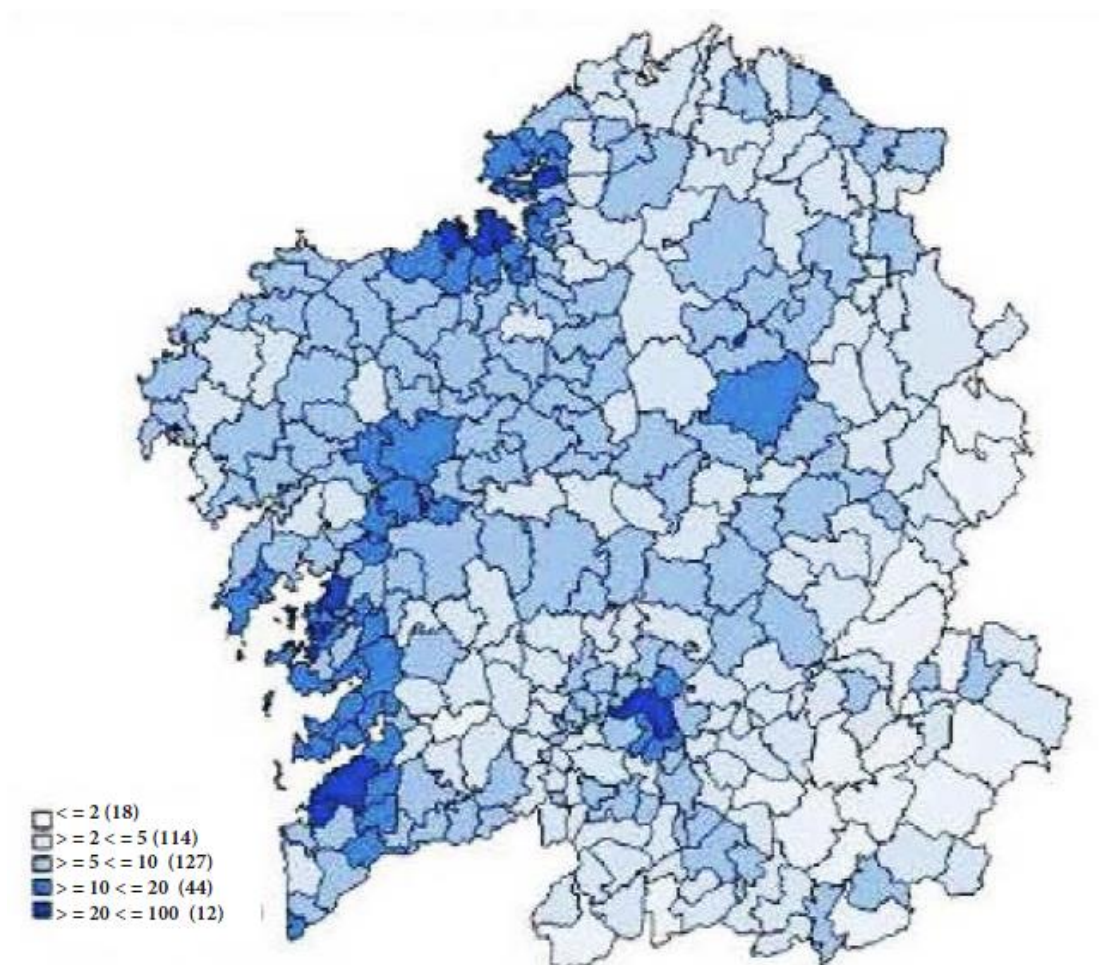 < = 2 (18)
> = 2 < = 5 (114)
> = 5 < = 10 (127)
> = 10 < = 20 (44)
> = 20 < = 100 (12)